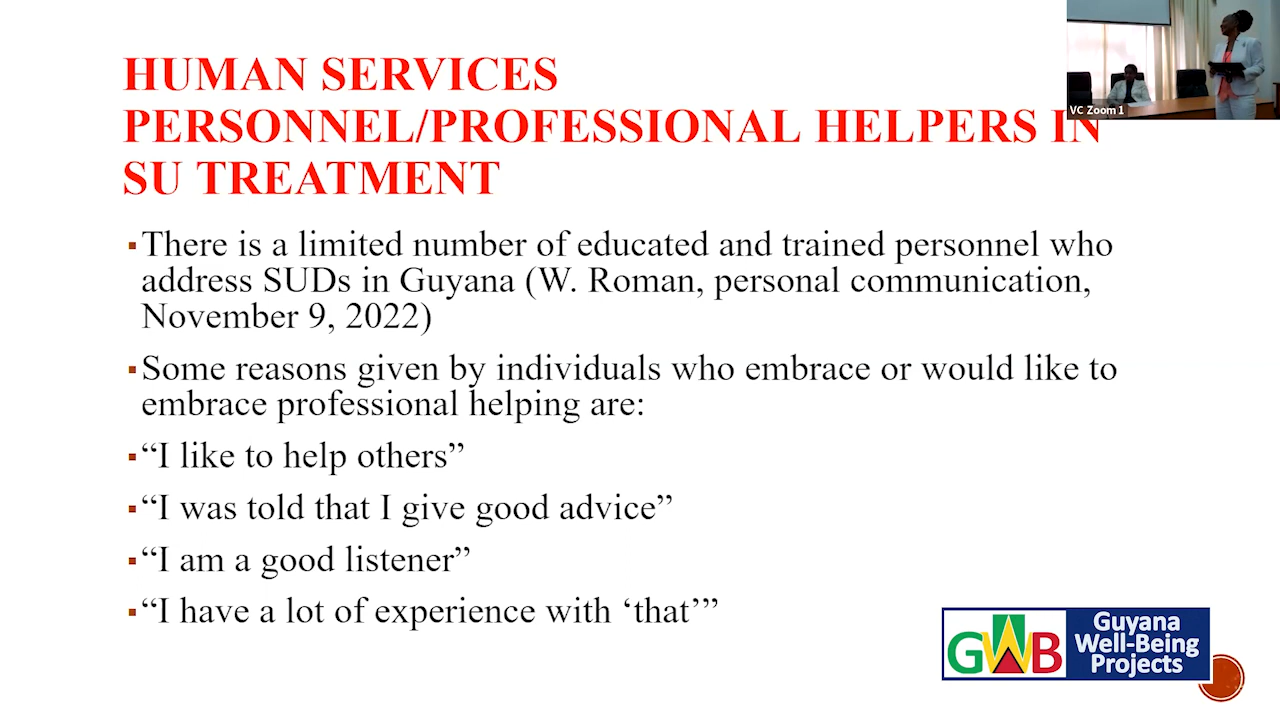 HUMAN SERVICES
PERSONNEL/PROFESSIONAL HELPERS IN
SU TREATMENT
VC Zoom 1
▪There is a limited number of educated and trained personnel who
address SUDs in Guyana (W. Roman, personal communication,
November 9, 2022)
▪Some reasons given by individuals who embrace or would like to
embrace professional helping are:
▪“I like to help others”
▪“I was told that I give good advice”
▪“I am a good listener”
▪“I have a lot of experience with ‘that’”
GWB
Guyana
Well-Being
Projects